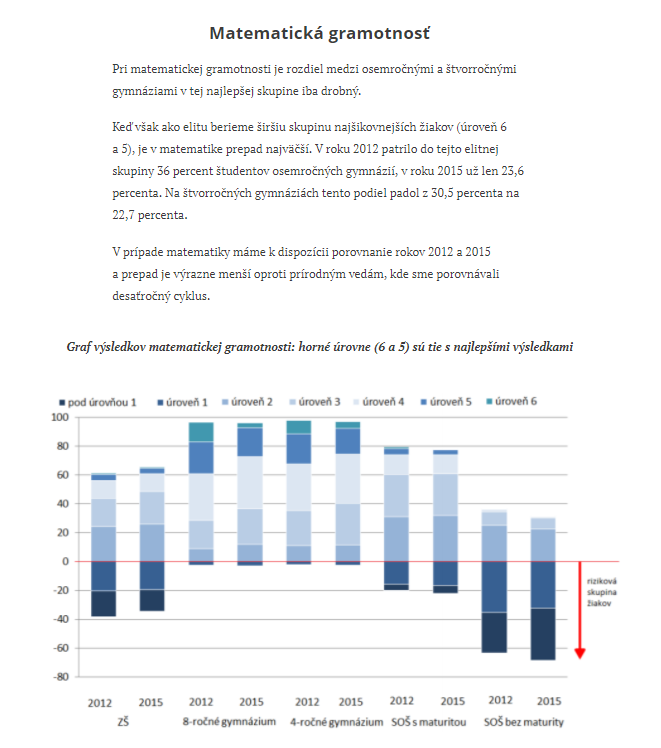 Matematická gramotnosť
Pri matematickej gramotnosti je rozdiel medzi osemročnými a štvorročnými
gymnáziami v tej najlepšej skupine iba drobný.
Keď však ako elitu berieme širšiu skupinu najšikovnejších žiakov (úroveň 6
a 5), je v matematike prepad najväčší. V roku 2012 patrilo do tejto elitnej
skupiny 36 percent študentov osemročných gymnázií, v roku 2015 už len 23,6
percenta. Na štvorročných gymnáziách tento podiel padol z 30,5 percenta na
22,7 percenta.
V prípade matematiky máme k dispozícii porovnanie rokov 2012 a 2015
a prepad je výrazne menší oproti prírodným vedám, kde sme porovnávali
desaťročný cyklus.
Graf výsledkov matematickej gramotnosti: horné úrovne (6 a 5) sú tie s najlepšími výsledkami
pod úrovňou 1 úroveň 1 úroveň 2 úroveň 3 úroveň 4 úroveň 5 úroveň 6
100
80
60
40
20
0
-20
-40
-60
-80
riziková
skupina
žiakov
2012 2015 2012 2015 2012 2015 2012 2015 2012 2015
ZŠ 8-ročné gymnázium 4-ročné gymnázium SOŠ s maturitou SOŠ bez maturity